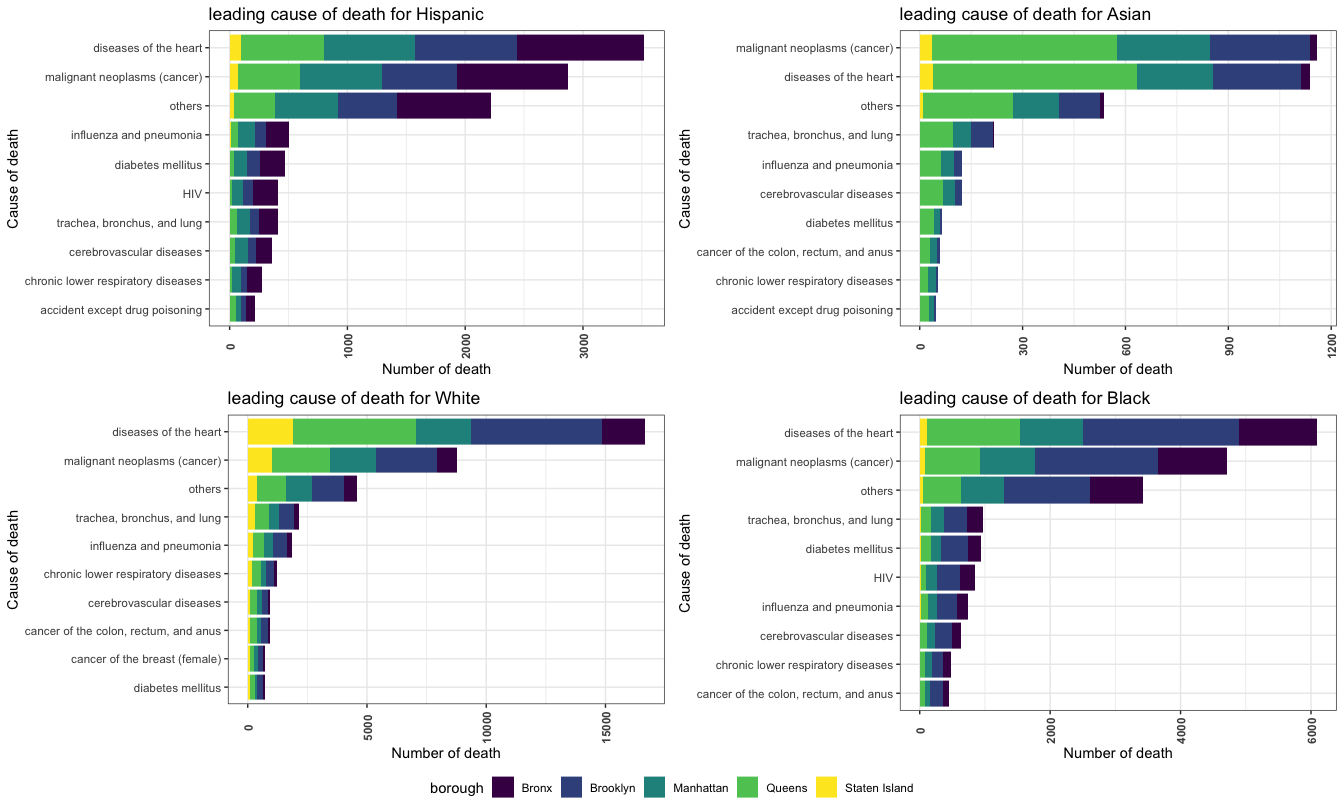 leading cause of death for Hispanic
Cause of death
diseases of the heart
malignant neoplasms (cancer)
others
influenza and pneumonia
diabetes mellitus
HIV
trachea, bronchus, and lung
cerebrovascular diseases
chronic lower respiratory diseases
accident except drug poisoning
0 1000 2000 3000
Number of death
leading cause of death for Asian
Cause of death
malignant neoplasms (cancer)
diseases of the heart
others
trachea, bronchus, and lung
influenza and pneumonia
cerebrovascular diseases
diabetes mellitus
cancer of the colon, rectum, and anus
chronic lower respiratory diseases
accident except drug poisoning
0 300 600 900 1200
Number of death
leading cause of death for White
Cause of death
diseases of the heart
malignant neoplasms (cancer)
others
trachea, bronchus, and lung
influenza and pneumonia
chronic lower respiratory diseases
cerebrovascular diseases
cancer of the colon, rectum, and anus
cancer of the breast (female)
diabetes mellitus
0 5000 10000 15000
Number of death
leading cause of death for Black
Cause of death
diseases of the heart
malignant neoplasms (cancer)
others
trachea, bronchus, and lung
diabetes mellitus
HIV
influenza and pneumonia
cerebrovascular diseases
chronic lower respiratory diseases
cancer of the colon, rectum, and anus
0 2000 4000 6000
Number of death
borough Bronx Brooklyn Manhattan Queens Staten Island